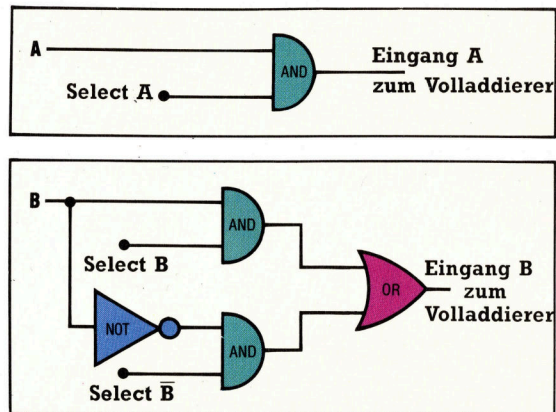 A
AND
Eingang A
zum Volladdierer
Select A
B
AND
Select B
OR
Eingang B
zum
Volladdierer
NOT
AND
Select B̅